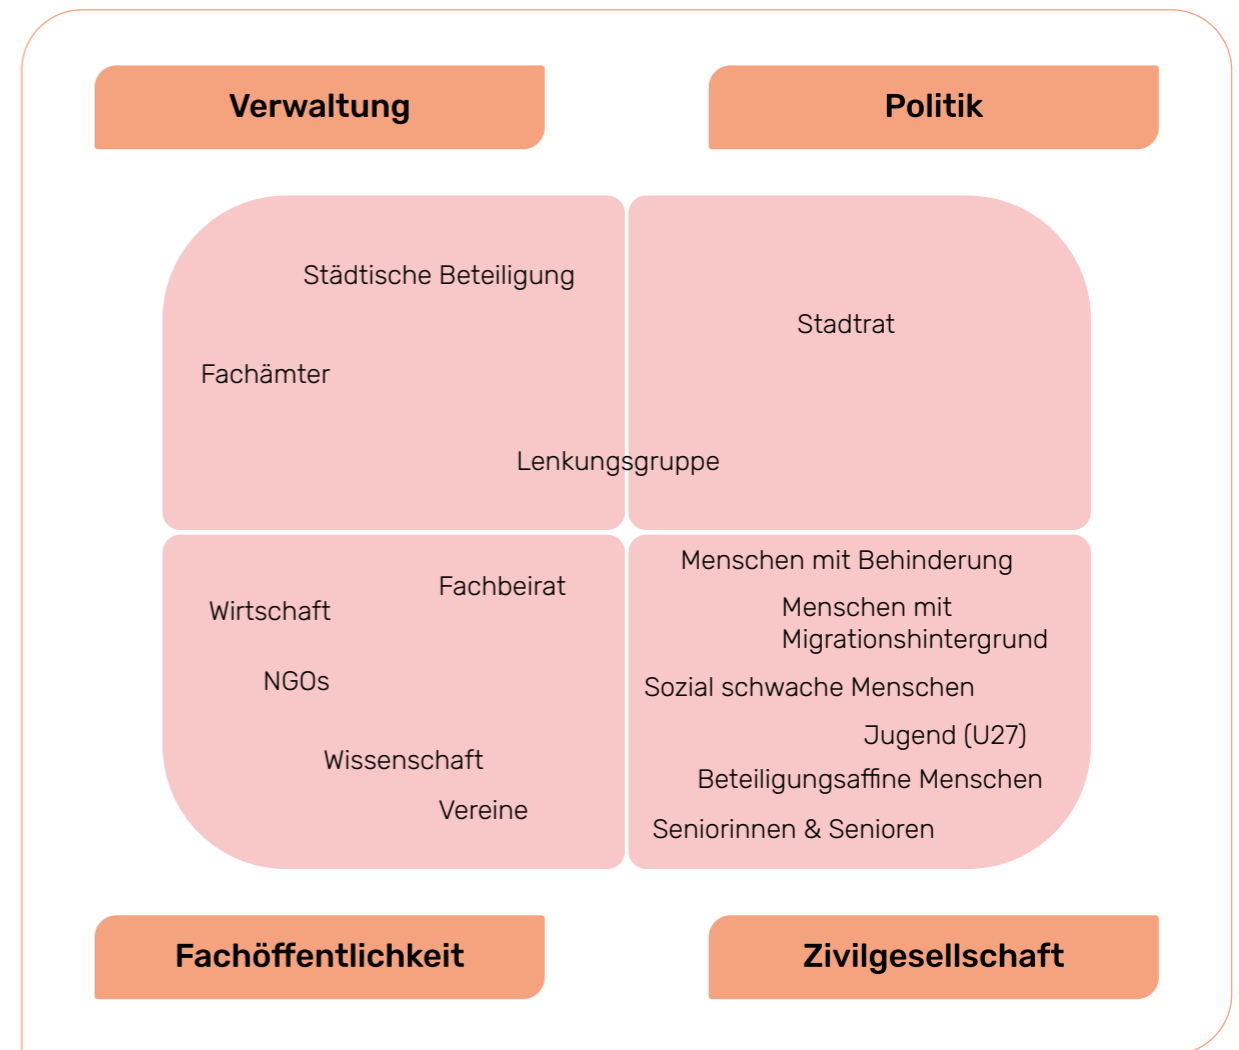 Verwaltung
Politik
Städtische Beteiligung
Stadtrat
Fachämter
Lenkungsgruppe
Menschen mit Behinderung
Fachbeirat
Wirtschaft
Menschen mit
Migrationshintergrund
NGOs
Sozial schwache Menschen
Jugend (U27)
Wissenschaft
Beteiligungsaffine Menschen
Vereine
Seniorinnen & Senioren
Fachöffentlichkeit
Zivilgesellschaft